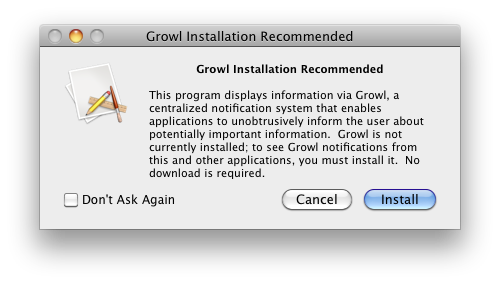 Growl Installation Recommended
Growl Installation Recommended
This program displays information via Growl, a
centralized notification system that enables
applications to unobtrusively inform the user about
potentially important information.  Growl is not
currently installed; to see Growl notifications from
this and other applications, you must install it.  No
download is required.
Don't Ask Again
Cancel
Install